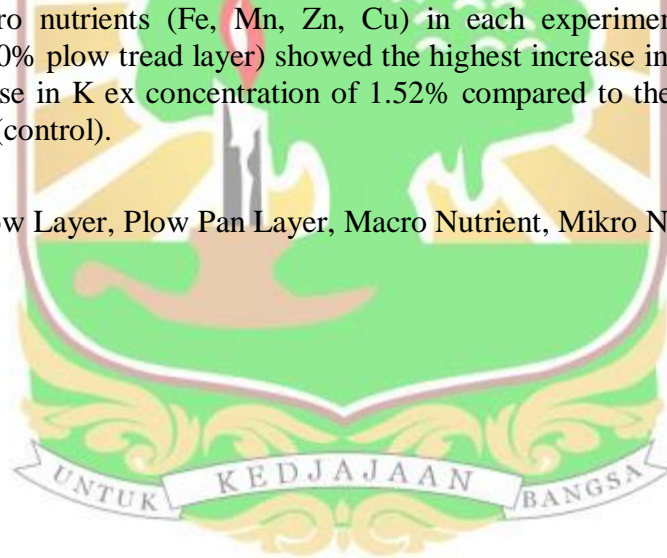 ro nutrients (Fe, Mn, Zn, Cu) in each experimen
0% plow tread layer) showed the highest increase in
se in K ex concentration of 1.52% compared to the
(control).
ow Layer, Plow Pan Layer, Macro Nutrient, Mikro N
UNTUK KEDJAJAAN BANGSA